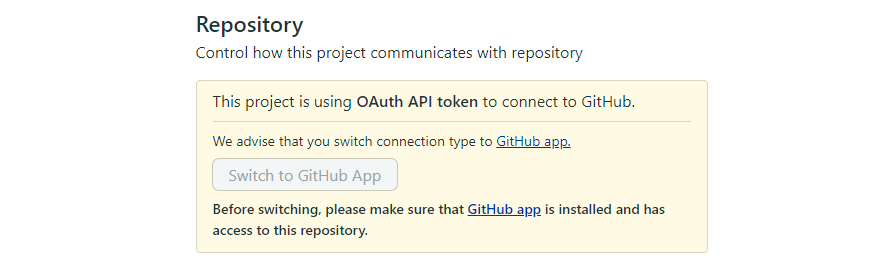 Repository
Control how this project communicates with repository
This project is using OAuth API token to connect to GitHub.
We advise that you switch connection type to GitHub app.
Switch to GitHub App
Before switching, please make sure that GitHub app is installed and has
access to this repository.